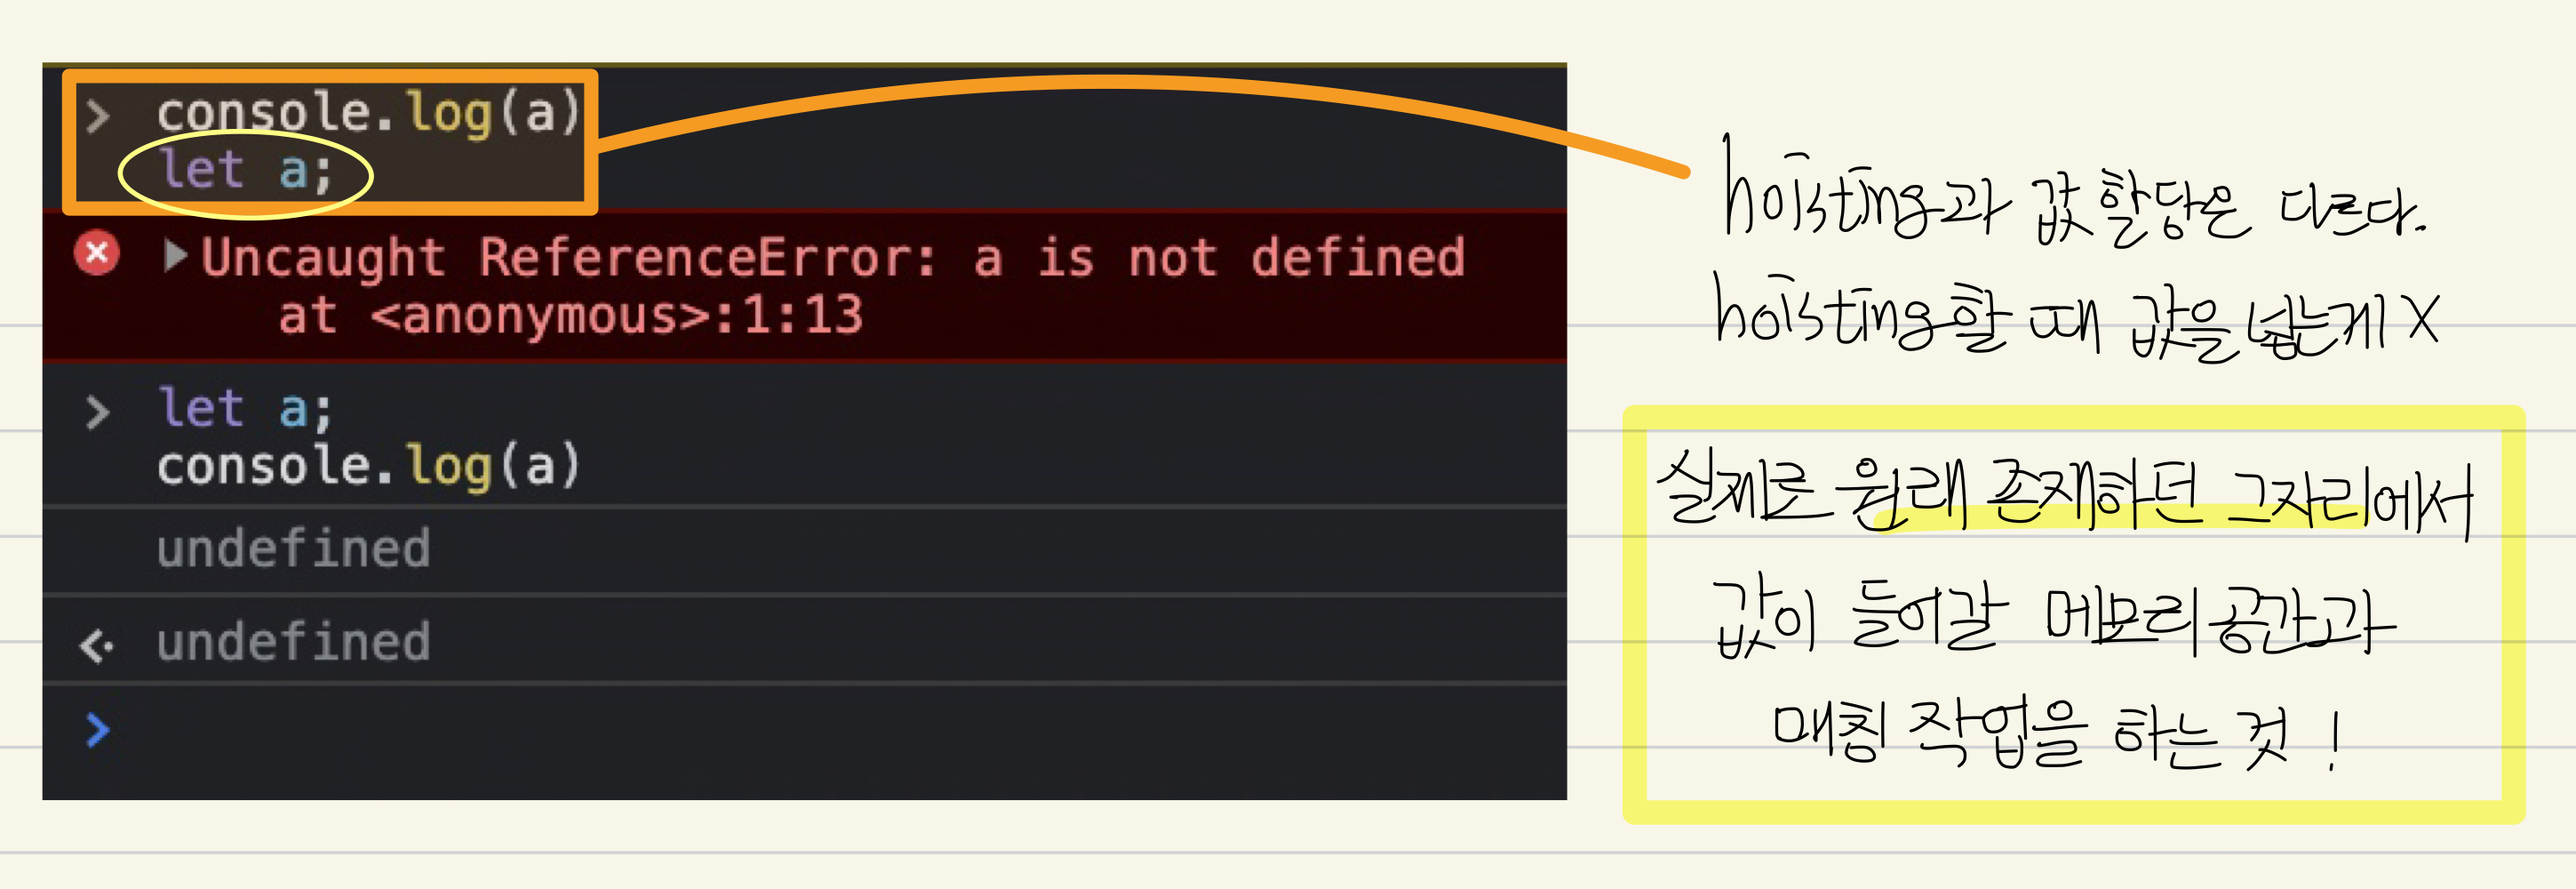 > console.log(a)
let a;
Uncaught ReferenceError: a is not defined
at <anonymous>:1:13
> let a;
console.log(a)
undefined
undefined
>
hoisting과 값 할당은 다르다.
hoisting할 때 값을 넣는게 X
실제로 원래 존재하던 그자리에서
값이 들어갈 메모리공간과
매칭 작업을 하는 것!